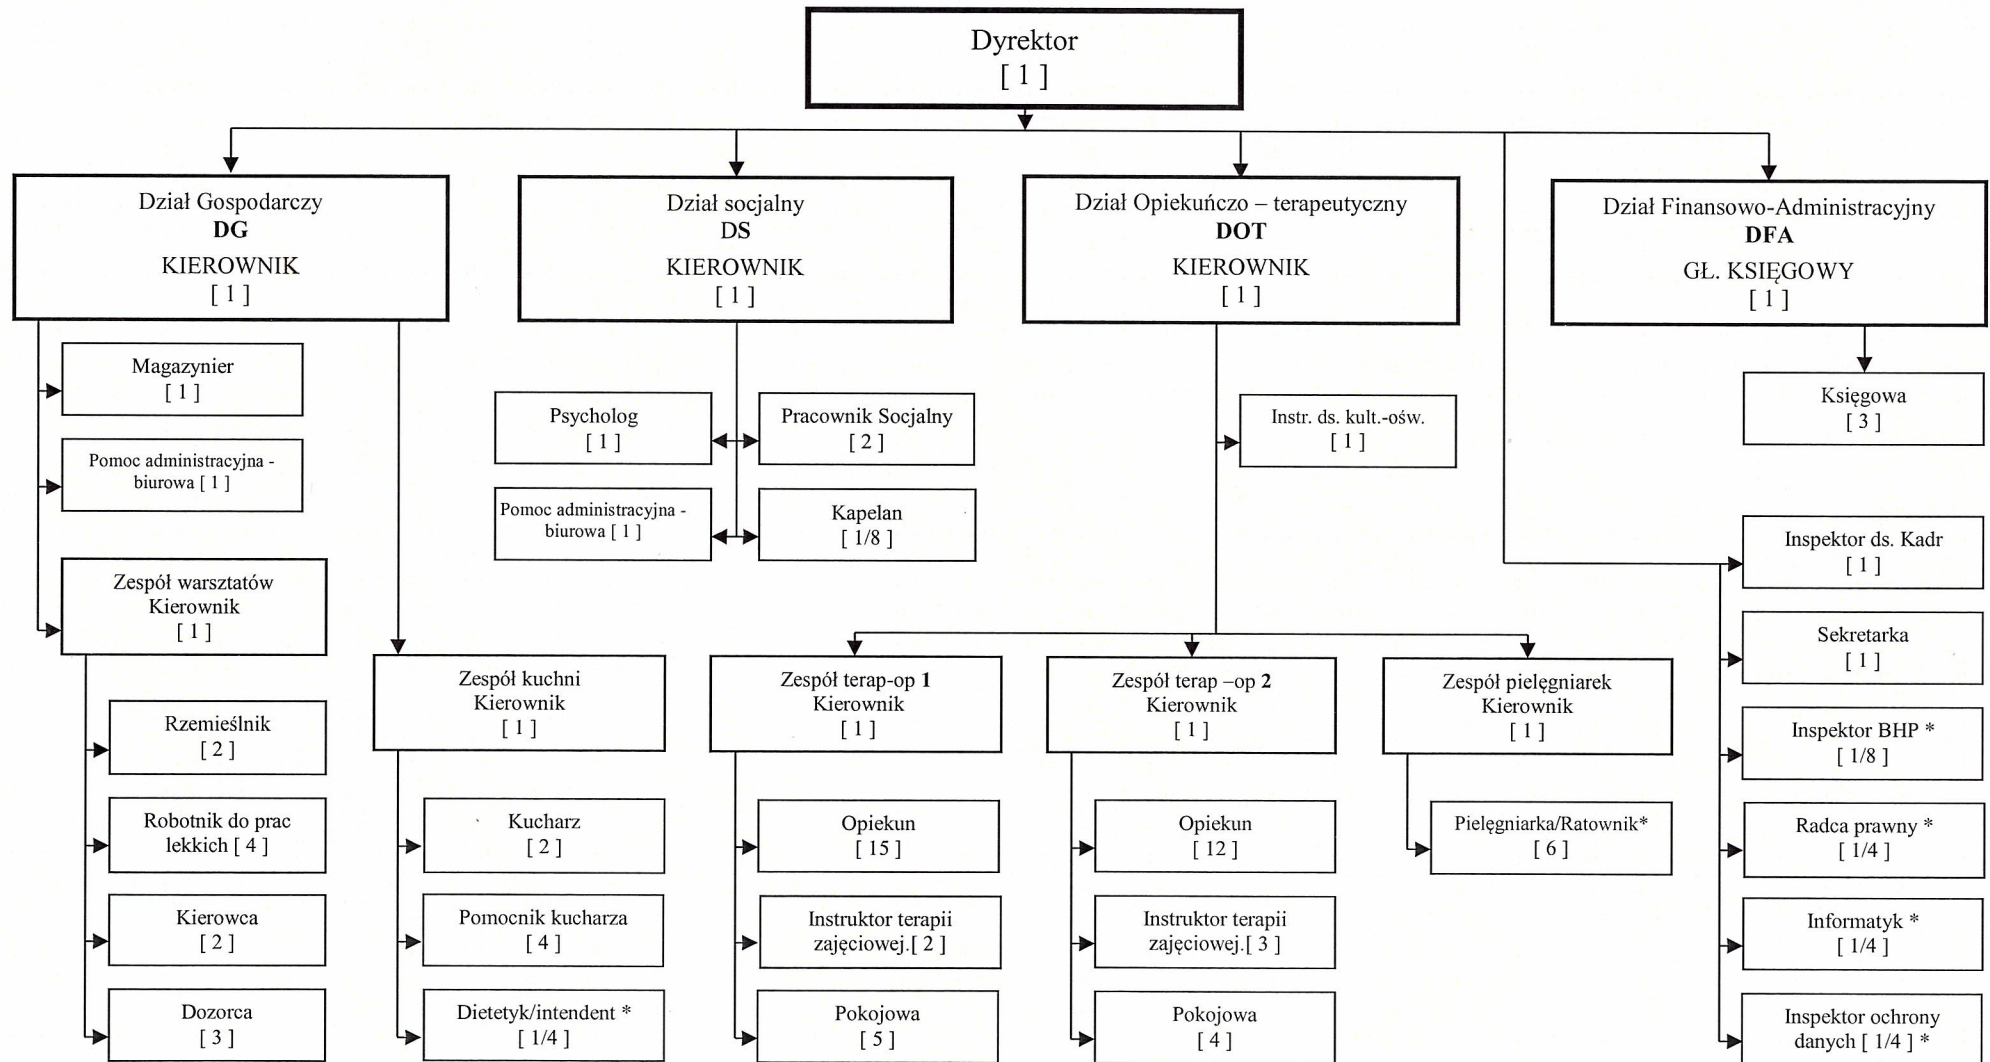 Dyrektor
[ 1 ]
Dział Gospodarczy
DG
KIEROWNIK
[ 1 ]
Dział socjalny
DS
KIEROWNIK
[ 1 ]
Dział Opiekuńczo – terapeutyczny
DOT
KIEROWNIK
[ 1 ]
Dział Finansowo-Administracyjny
DFA
GŁ. KSIĘGOWY
[ 1 ]
Magazynier
[ 1 ]
Pomoc administracyjna -
biurowa [ 1 ]
Zespół warsztatów
Kierownik
[ 1 ]
Rzemieślnik
[ 2 ]
Robotnik do prac
lekkich [ 4 ]
Kierowca
[ 2 ]
Dozorca
[ 3 ]
Zespół kuchni
Kierownik
[ 1 ]
Kucharz
[ 2 ]
Pomocnik kucharza
[ 4 ]
Dietetyk/intendent *
[ 1/4 ]
Psycholog
[ 1 ]
Pracownik Socjalny
[ 2 ]
Pomoc administracyjna -
biurowa [ 1 ]
Kapelan
[ 1/8 ]
Instr. ds. kult.-ośw.
[ 1 ]
Zespół terap-op 1
Kierownik
[ 1 ]
Opiekun
[ 15 ]
Instruktor terapii
zajęciowej.[ 2 ]
Pokojowa
[ 5 ]
Zespół terap –op 2
Kierownik
[ 1 ]
Opiekun
[ 12 ]
Instruktor terapii
zajęciowej.[ 3 ]
Pokojowa
[ 4 ]
Zespół pielęgniarek
Kierownik
[ 1 ]
Pielęgniarka/Ratownik*
[ 6 ]
Księgowa
[ 3 ]
Inspektor ds. Kadr
[ 1 ]
Sekretarka
[ 1 ]
Inspektor BHP *
[ 1/8 ]
Radca prawny *
[ 1/4 ]
Informatyk *
[ 1/4 ]
Inspektor ochrony
danych [ 1/4 ] *